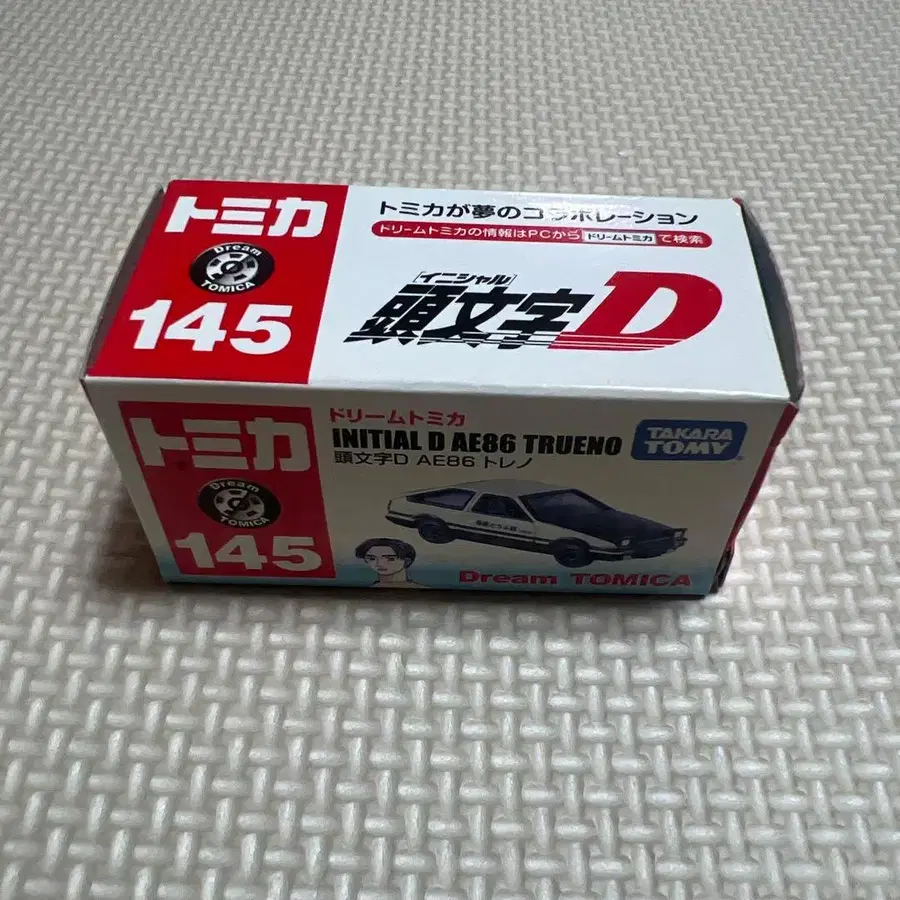 トミカ
Dream
TOMICA
145
トミカが夢のコラボレーション
ドリームトミカの情報はPCから ドリームトミカ で検索
[イニシャル]
頭文字D
トミカ
Dream
TOMICA
145
ドリームトミカ
INITIAL D AE86 TRUENO
頭文字D AE86 トレノ
TAKARA
TOMY
Dream TOMICA